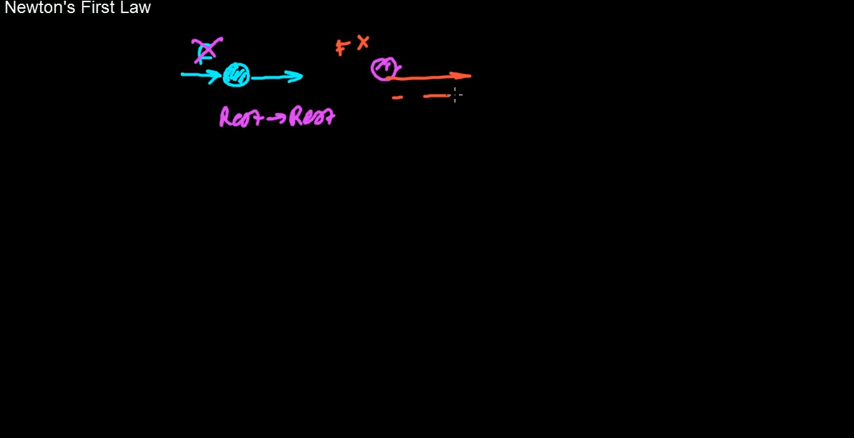 Newton's First Law
F F X
m m
Rest → Rest